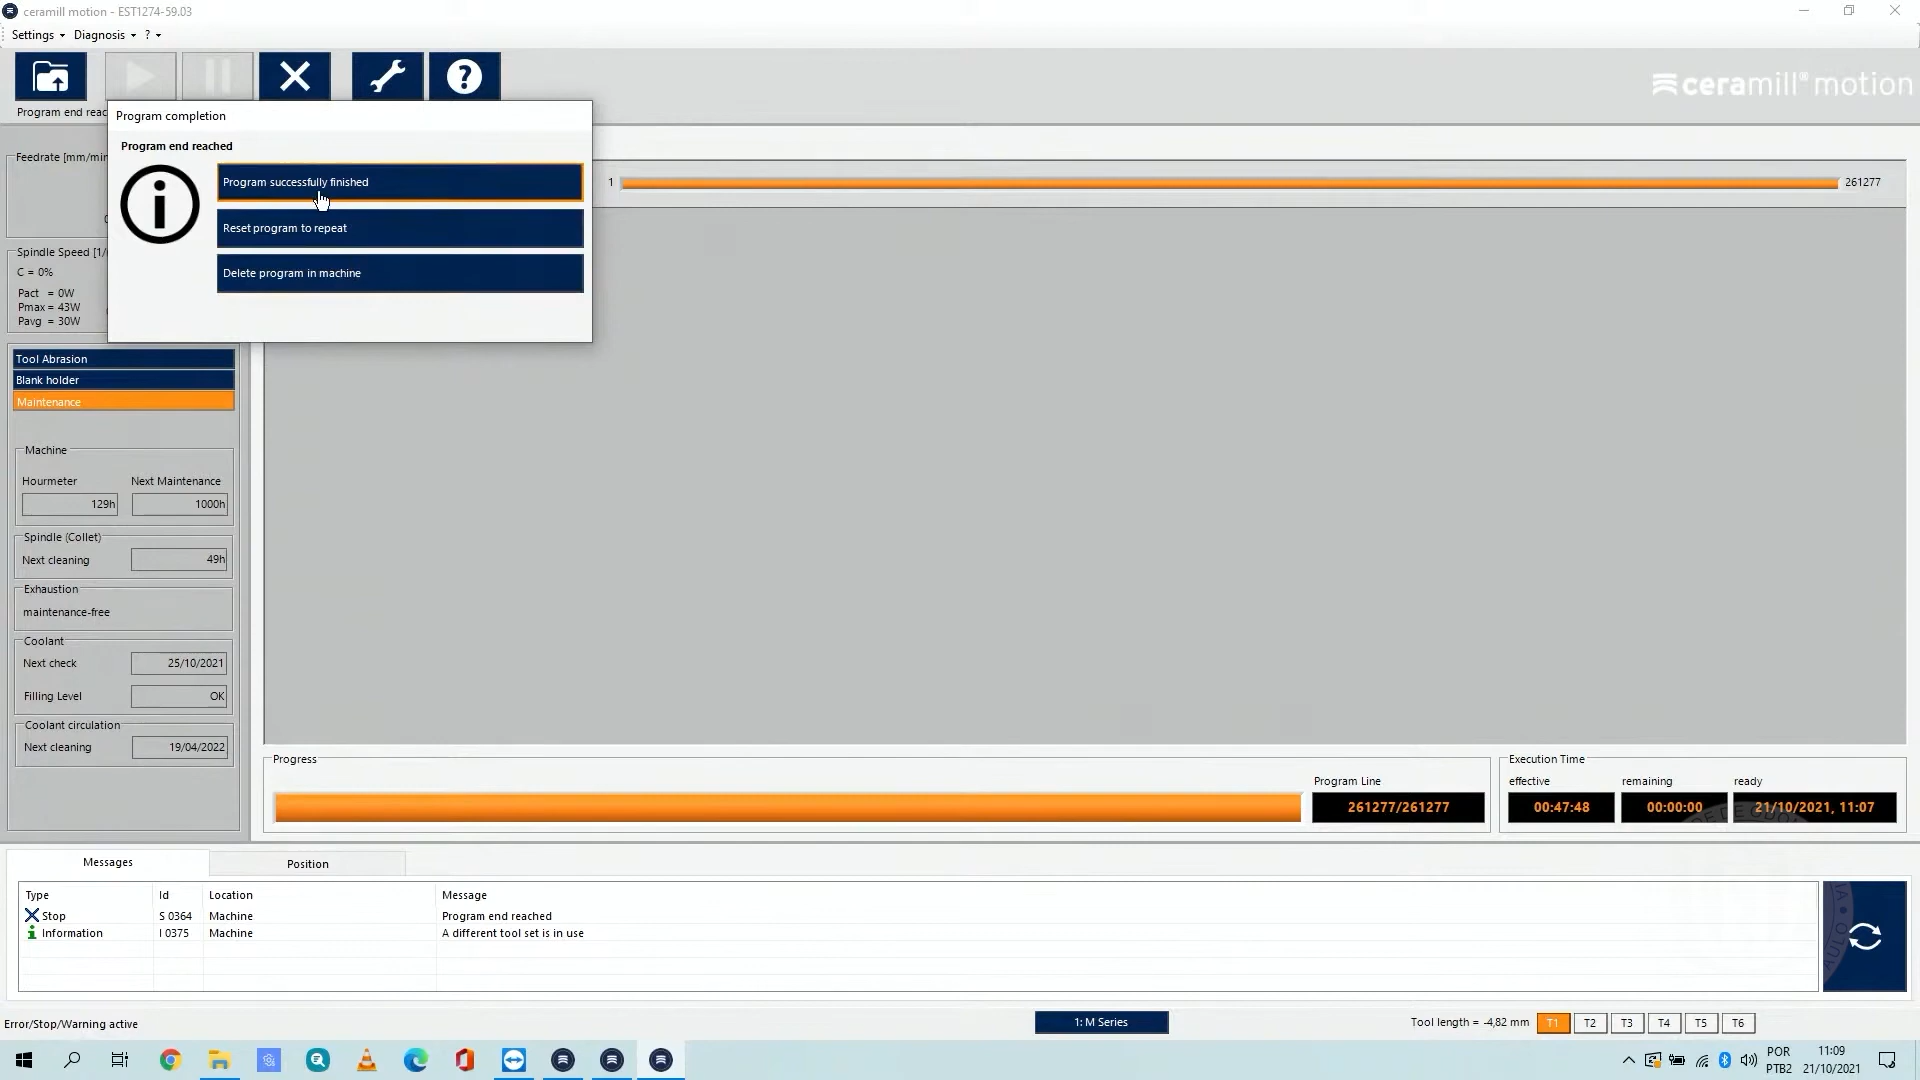 ceramill motion - EST1274-59.03
Settings
Diagnosis
?
Program end reac
ceramill® motion
Program completion
Program end reached
Program successfully finished
Reset program to repeat
Delete program in machine
Feedrate [mm/min
1
261277
Spindle Speed [1/
C = 0%
Pact = 0W
Pmax = 43W
Pavg = 30W
Tool Abrasion
Blank holder
Maintenance
Machine
Hourmeter
Next Maintenance
129h
1000h
Spindle (Collet)
Next cleaning
49h
Exhaustion
maintenance-free
Coolant
Next check
25/10/2021
Filling Level
OK
Coolant circulation
Next cleaning
19/04/2022
Progress
Program Line
261277/261277
Execution Time
effective
remaining
ready
00:47:48
00:00:00
21/10/2021, 11:07
Messages
Position
Type
Id
Location
Message
Stop
S 0364
Machine
Program end reached
Information
I 0375
Machine
A different tool set is in use
Error/Stop/Warning active
1: M Series
Tool length = -4,82 mm
T1
T2
T3
T4
T5
T6
POR
PTB2
11:09
21/10/2021